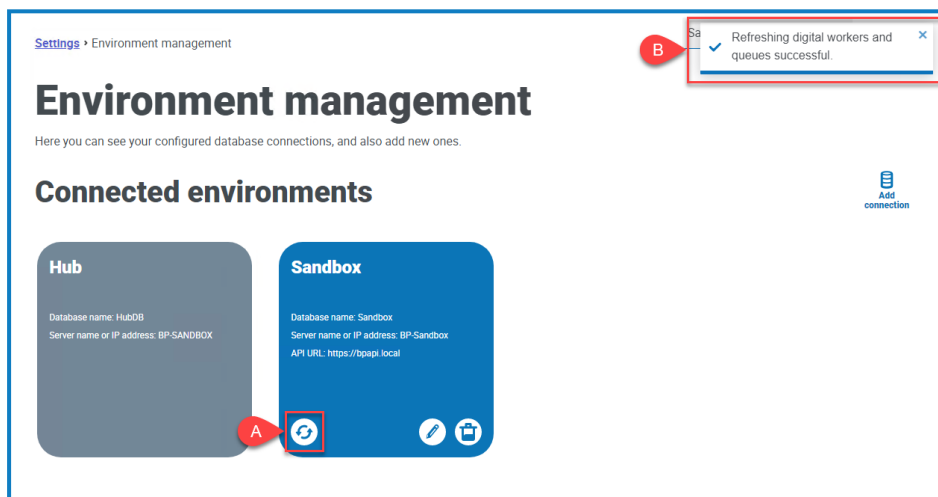 Settings • Environment management
Sa
Refreshing digital workers and
queues successful.
B
Environment management
Here you can see your configured database connections, and also add new ones.
Connected environments
Add
connection
Hub
Database name: HubDB
Server name or IP address: BP-SANDBOX
Sandbox
Database name: Sandbox
Server name or IP address: BP-Sandbox
API URL: https://bpapi.local
A